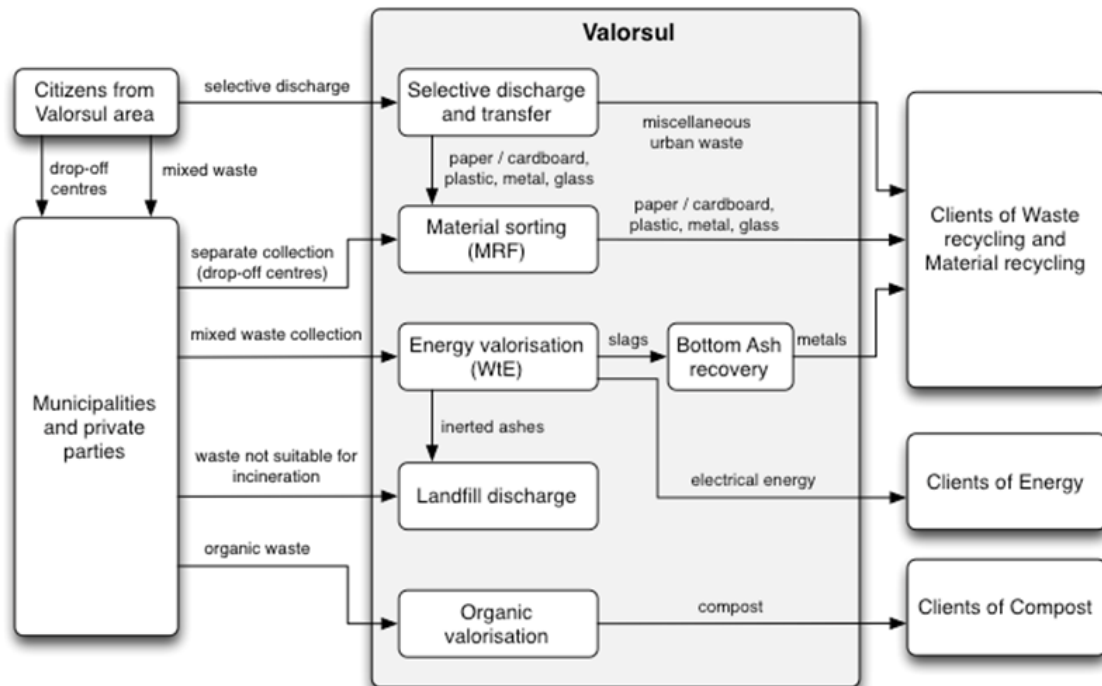 Valorsul
Citizens from
Valorsul area
selective discharge
Selective discharge
and transfer
miscellaneous
urban waste
drop-off
centres
mixed waste
paper / cardboard,
plastic, metal, glass
Material sorting
(MRF)
paper / cardboard,
plastic, metal, glass
Clients of Waste
recycling and
Material recycling
separate collection
(drop-off centres)
mixed waste collection
Energy valorisation
(WtE)
slags
Bottom Ash
recovery
metals
Municipalities
and private
parties
inerted ashes
waste not suitable for
incineration
Landfill discharge
electrical energy
Clients of Energy
organic waste
Organic
valorisation
compost
Clients of Compost